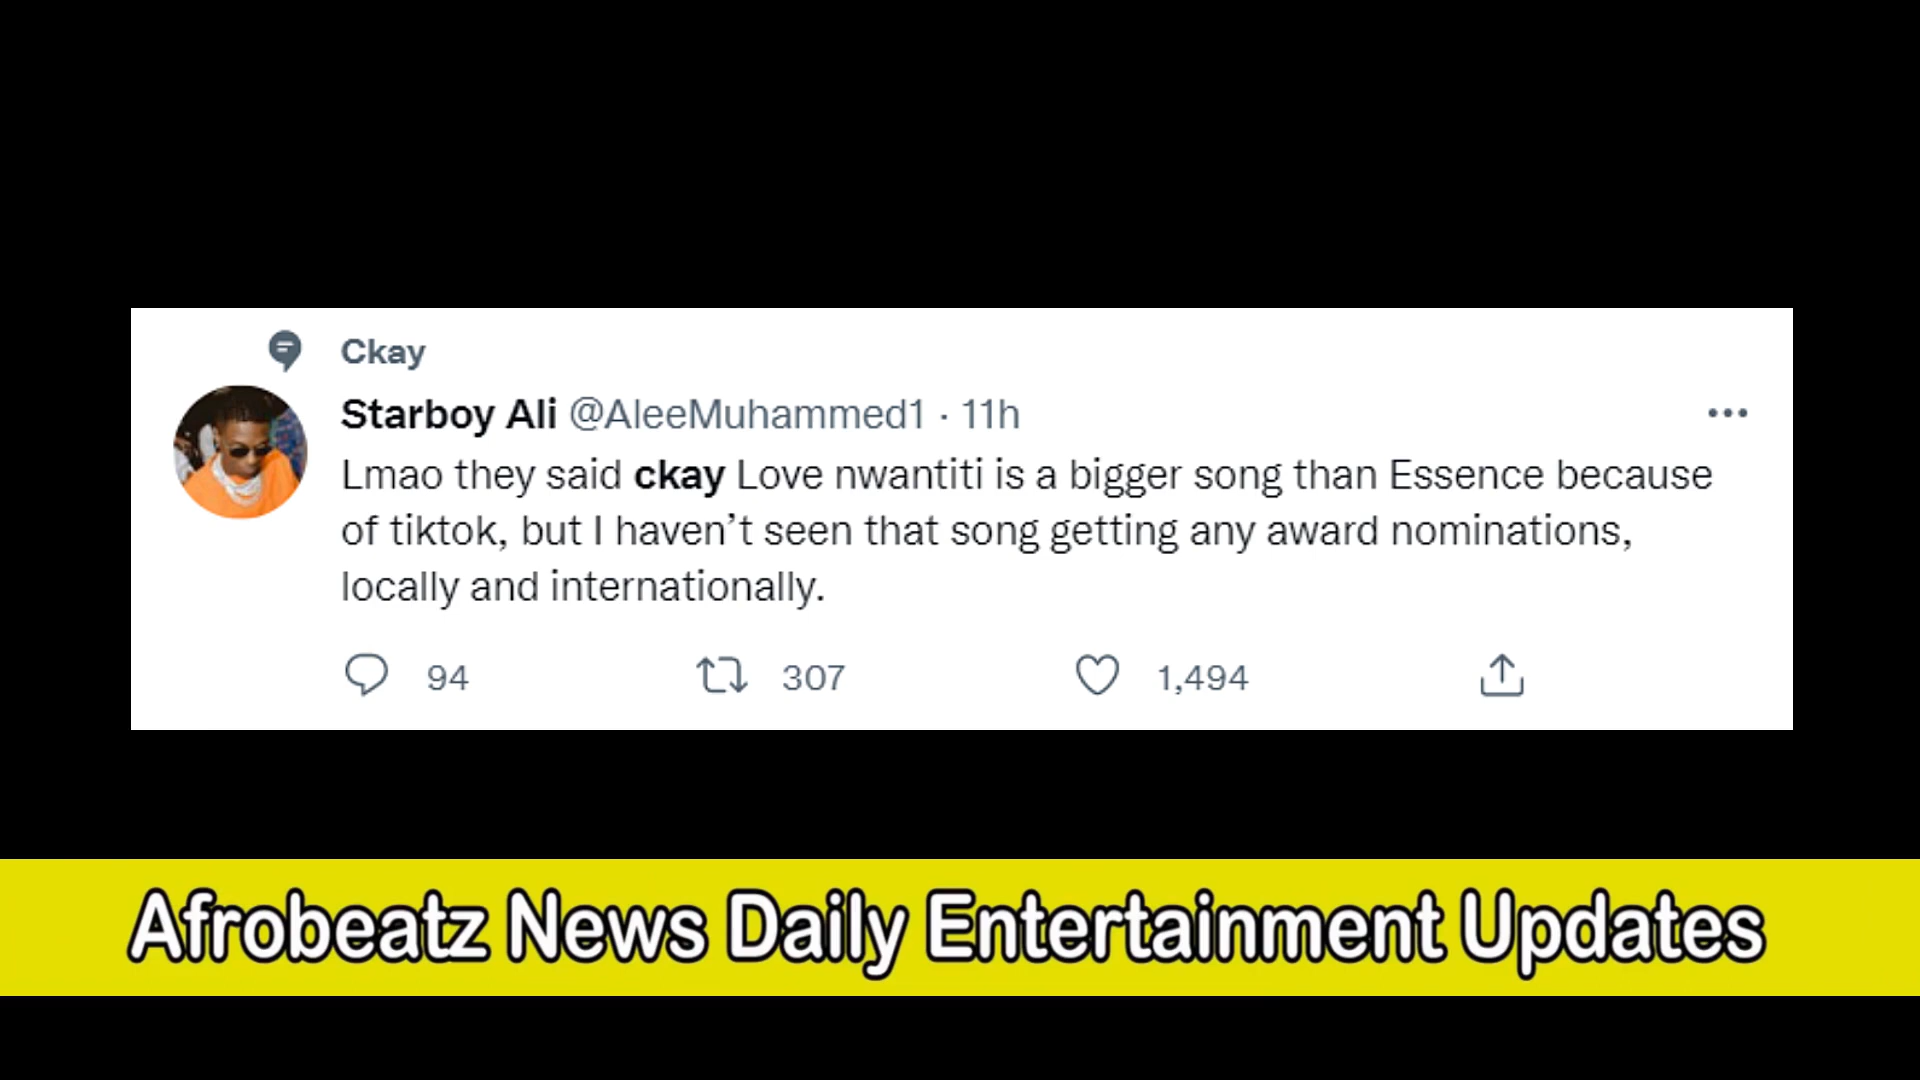 Ckay
Starboy Ali @AleeMuhammed1 · 11h
Lmao they said ckay Love nwantiti is a bigger song than Essence because
of tiktok, but I haven’t seen that song getting any award nominations,
locally and internationally.
94 307 1,494
Afrobeatz News Daily Entertainment Updates